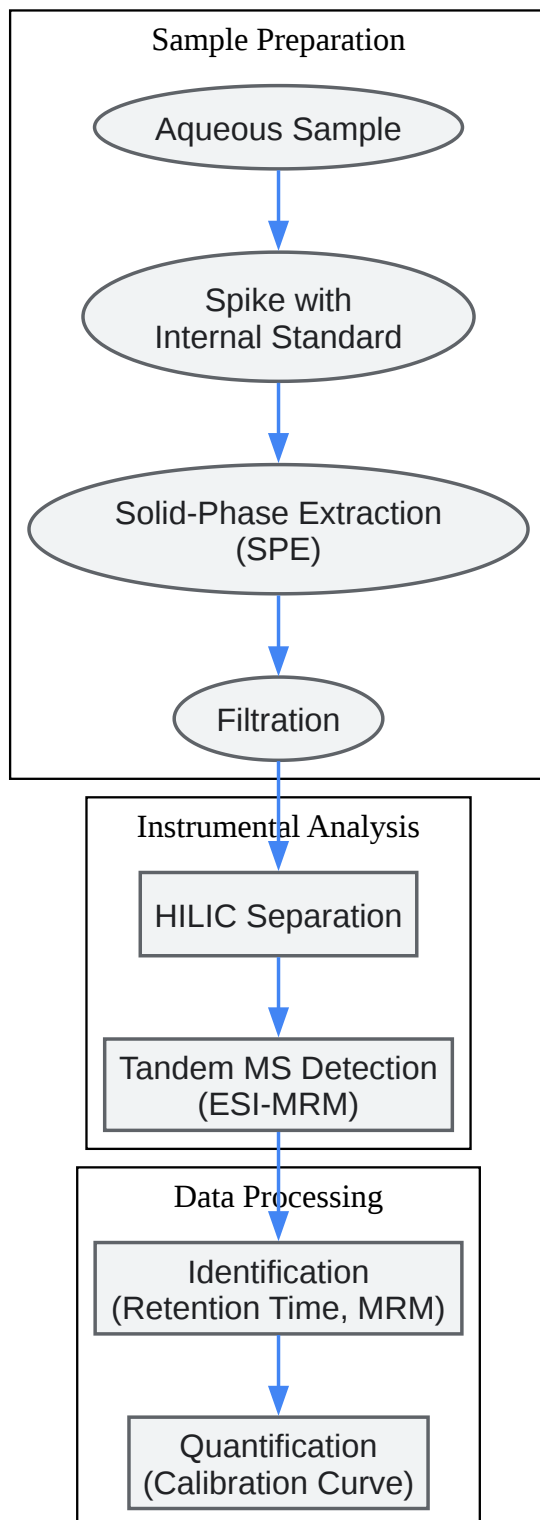 Sample Preparation
Aqueous Sample
Spike with
Internal Standard
Solid-Phase Extraction
(SPE)
Filtration
Instrumental Analysis
HILIC Separation
Tandem MS Detection
(ESI-MRM)
Data Processing
Identification
(Retention Time, MRM)
Quantification
(Calibration Curve)